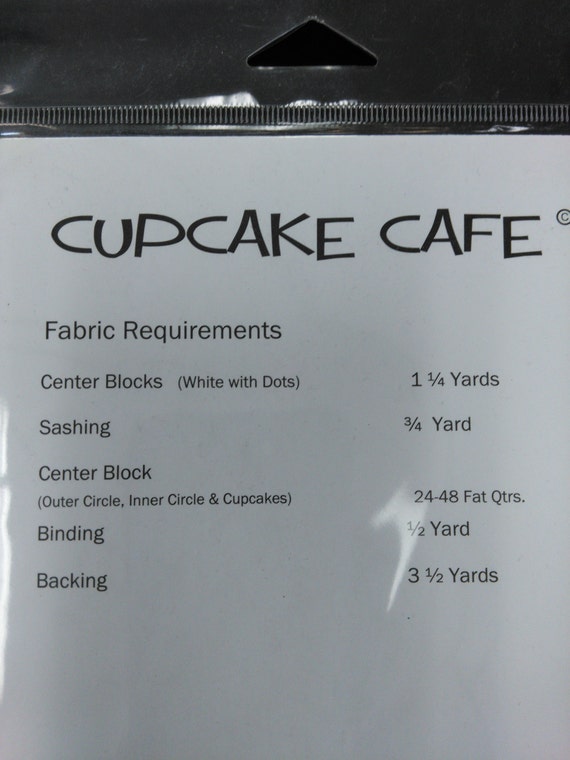 CUPCAKE CAFE ©
Fabric Requirements
Center Blocks (White with Dots) 1 ¼ Yards
Sashing ¾ Yard
Center Block
(Outer Circle, Inner Circle & Cupcakes) 24-48 Fat Qtrs.
Binding ½ Yard
Backing 3 ½ Yards